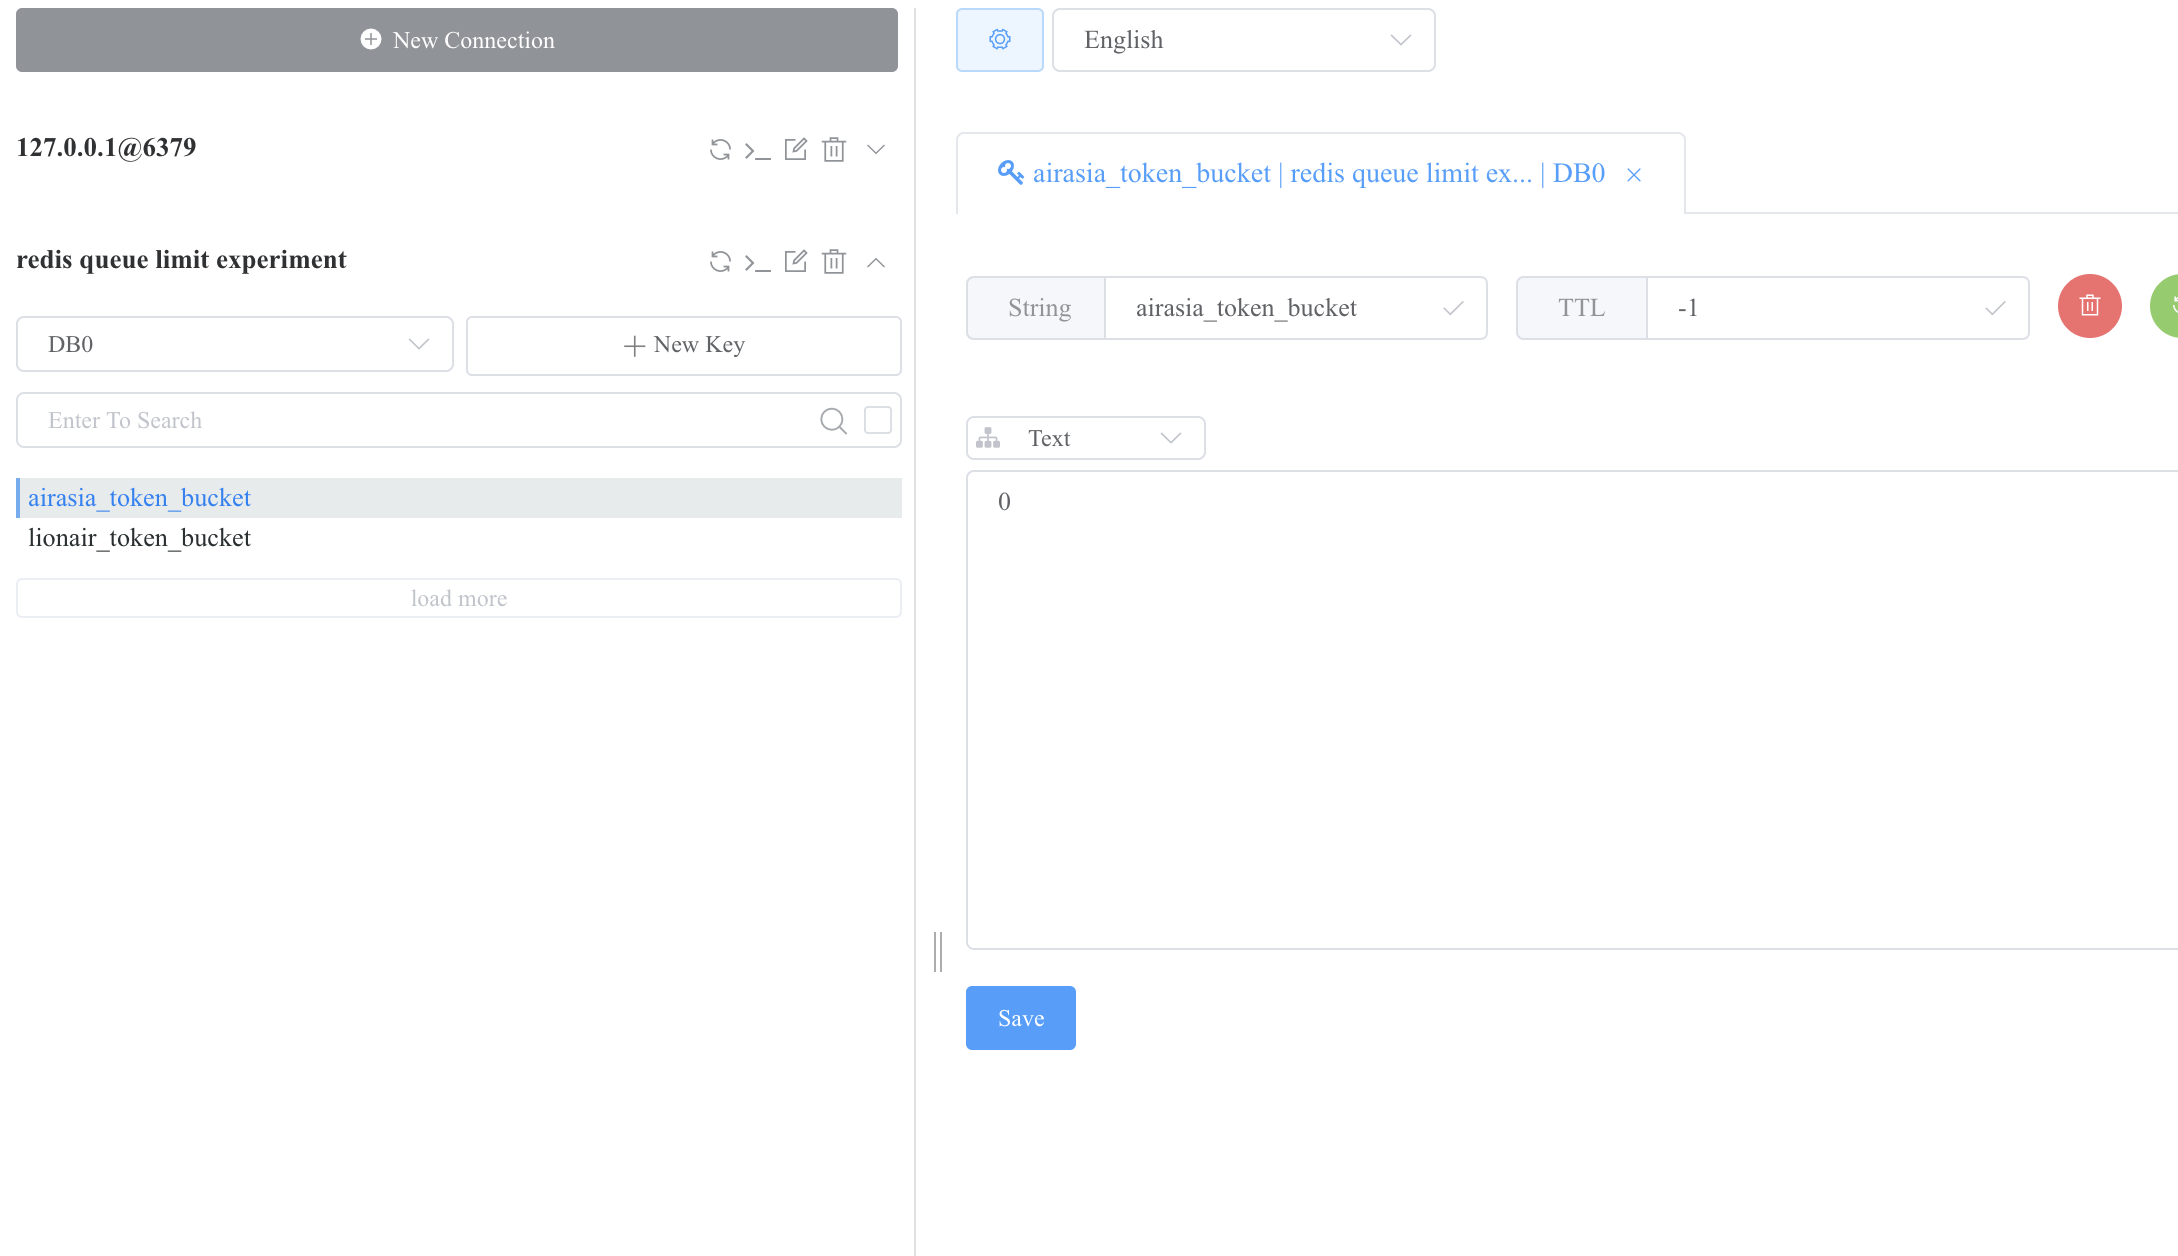 New Connection
127.0.0.1@6379
redis queue limit experiment
DB0
New Key
Enter To Search
airasia_token_bucket
lionair_token_bucket
load more
English
airasia_token_bucket | redis queue limit ex... | DB0
String
airasia_token_bucket
TTL
-1
Text
0
Save